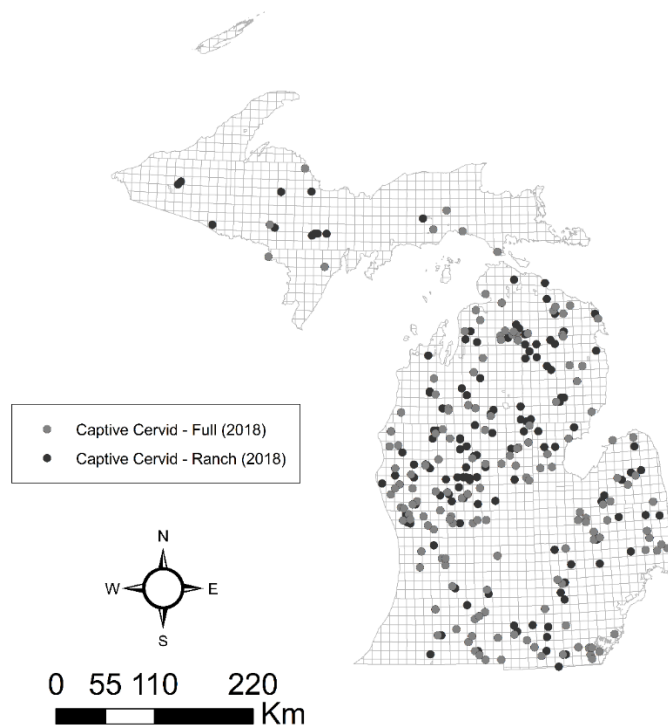 Captive Cervid - Full (2018)
Captive Cervid - Ranch (2018)
N
W E
S
0 55 110 220
Km